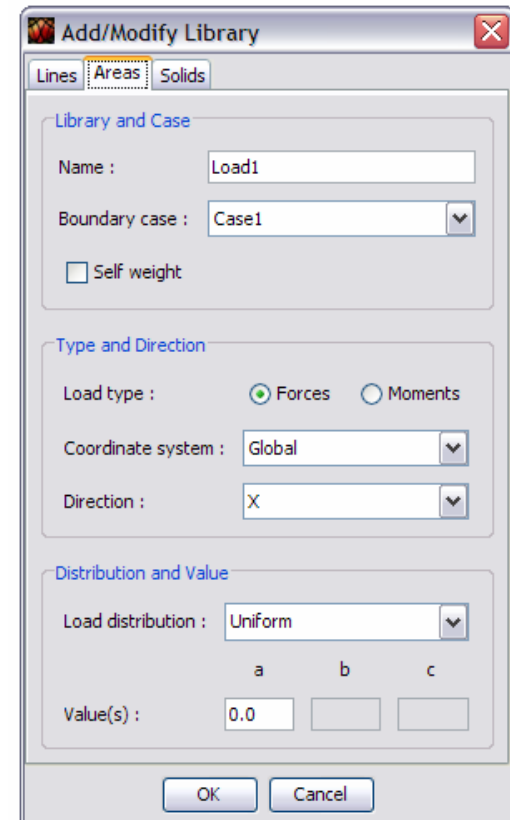 Add/Modify Library
Lines Areas Solids
Library and Case
Name : Load1
Boundary case : Case1
Self weight
Type and Direction
Load type : Forces Moments
Coordinate system : Global
Direction : X
Distribution and Value
Load distribution : Uniform
a b c
Value(s) : 0.0
OK Cancel